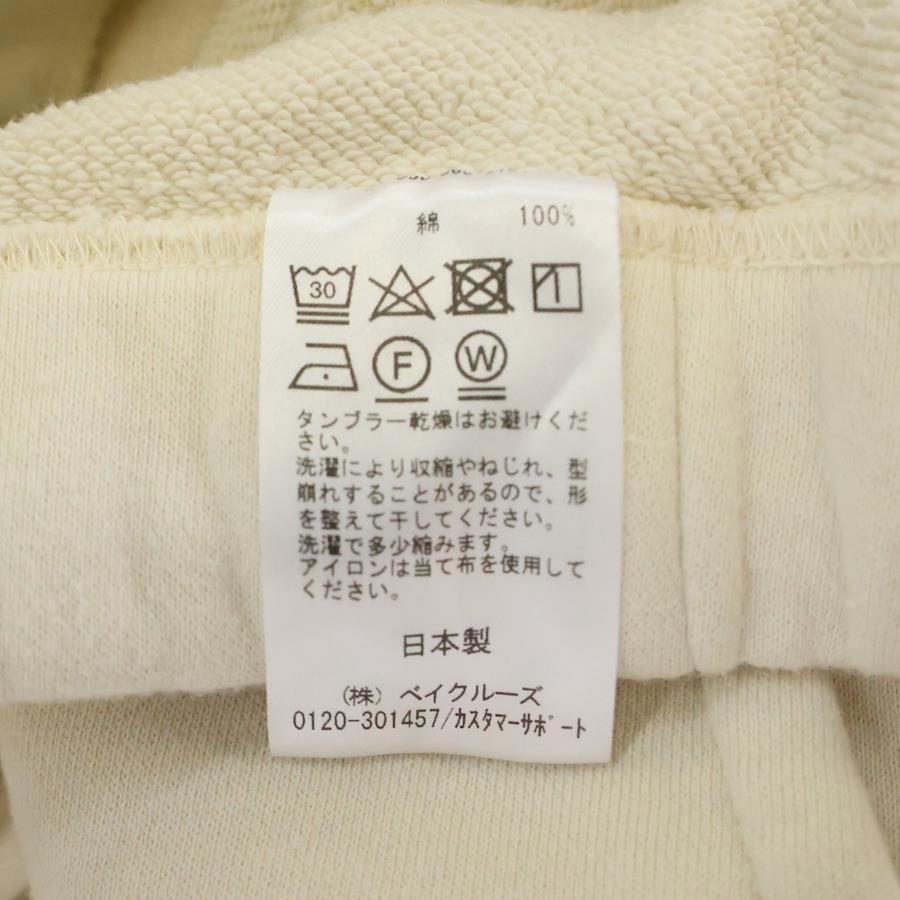 綿 100%
30
F W
タンブラー乾燥はお避けくだ
さい。
洗濯により収縮やねじれ、型
崩れすることがあるので、形
を整えて干してください。
洗濯で多少縮みます。
アイロンは当て布を使用して
ください。
日本製
(株) ベイクルーズ
0120-301457/カスタマーサポート